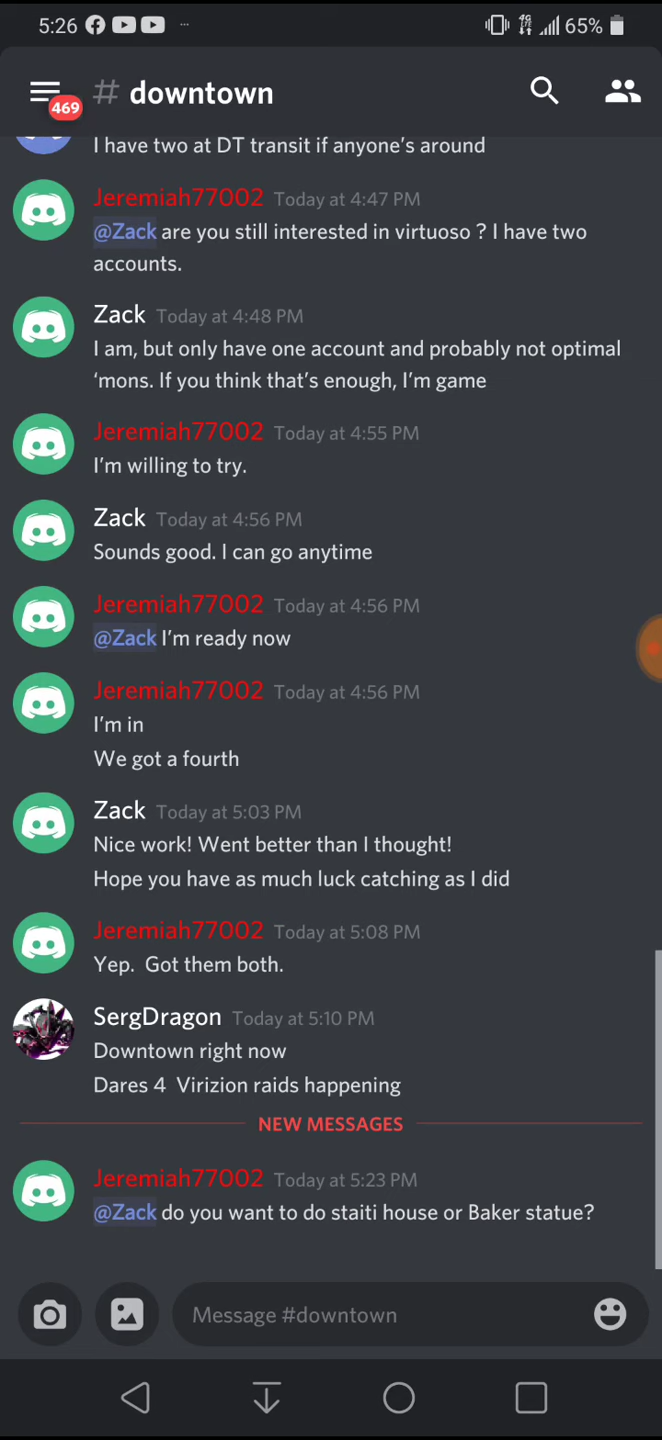 5:26 ... 4G LTE 65%
469 # downtown
I have two at DT transit if anyone's around
Jeremiah77002 Today at 4:47 PM
@Zack are you still interested in virtuoso ? I have two
accounts.
Zack Today at 4:48 PM
I am, but only have one account and probably not optimal
‘mons. If you think that’s enough, I’m game
Jeremiah77002 Today at 4:55 PM
I’m willing to try.
Zack Today at 4:56 PM
Sounds good. I can go anytime
Jeremiah77002 Today at 4:56 PM
@Zack I’m ready now
Jeremiah77002 Today at 4:56 PM
I’m in
We got a fourth
Zack Today at 5:03 PM
Nice work! Went better than I thought!
Hope you have as much luck catching as I did
Jeremiah77002 Today at 5:08 PM
Yep.  Got them both.
SergDragon Today at 5:10 PM
Downtown right now
Dares 4  Virizion raids happening
NEW MESSAGES
Jeremiah77002 Today at 5:23 PM
@Zack do you want to do staiti house or Baker statue?
Message #downtown